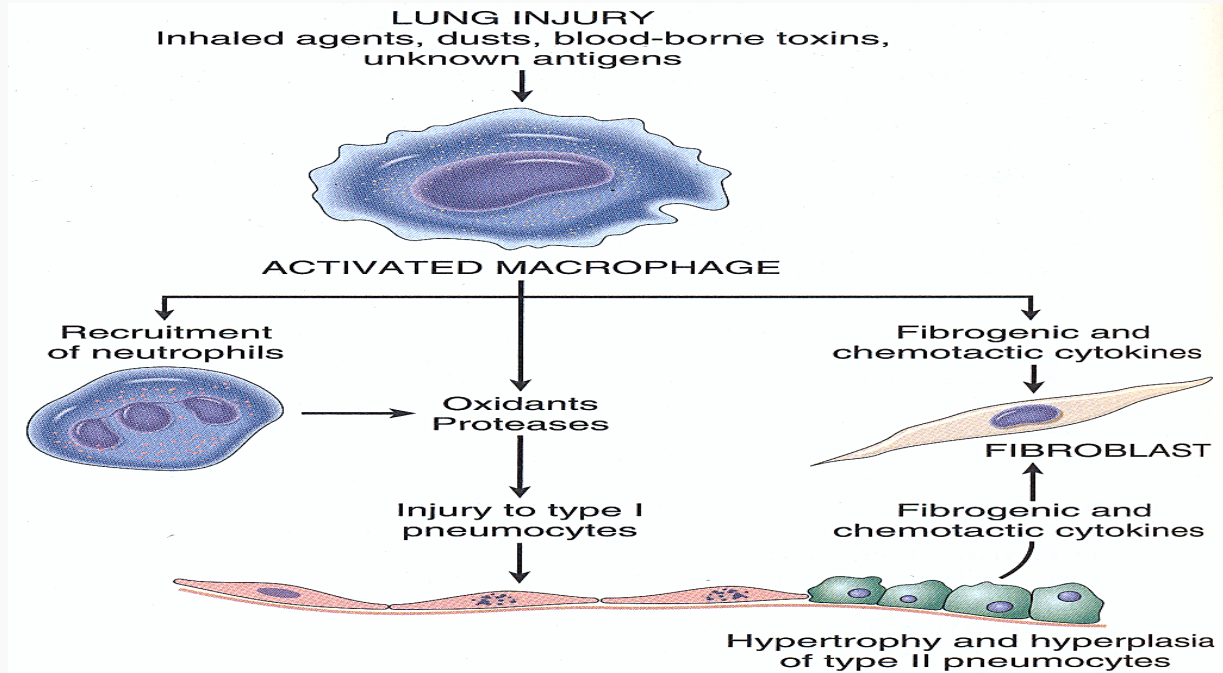 LUNG INJURY
Inhaled agents, dusts, blood-borne toxins,
unknown antigens
ACTIVATED MACROPHAGE
Recruitment
of neutrophils
Fibrogenic and
chemotactic cytokines
Oxidants
Proteases
FIBROBLAST
Injury to type I
pneumocytes
Fibrogenic and
chemotactic cytokines
Hypertrophy and hyperplasia
of type II pneumocytes